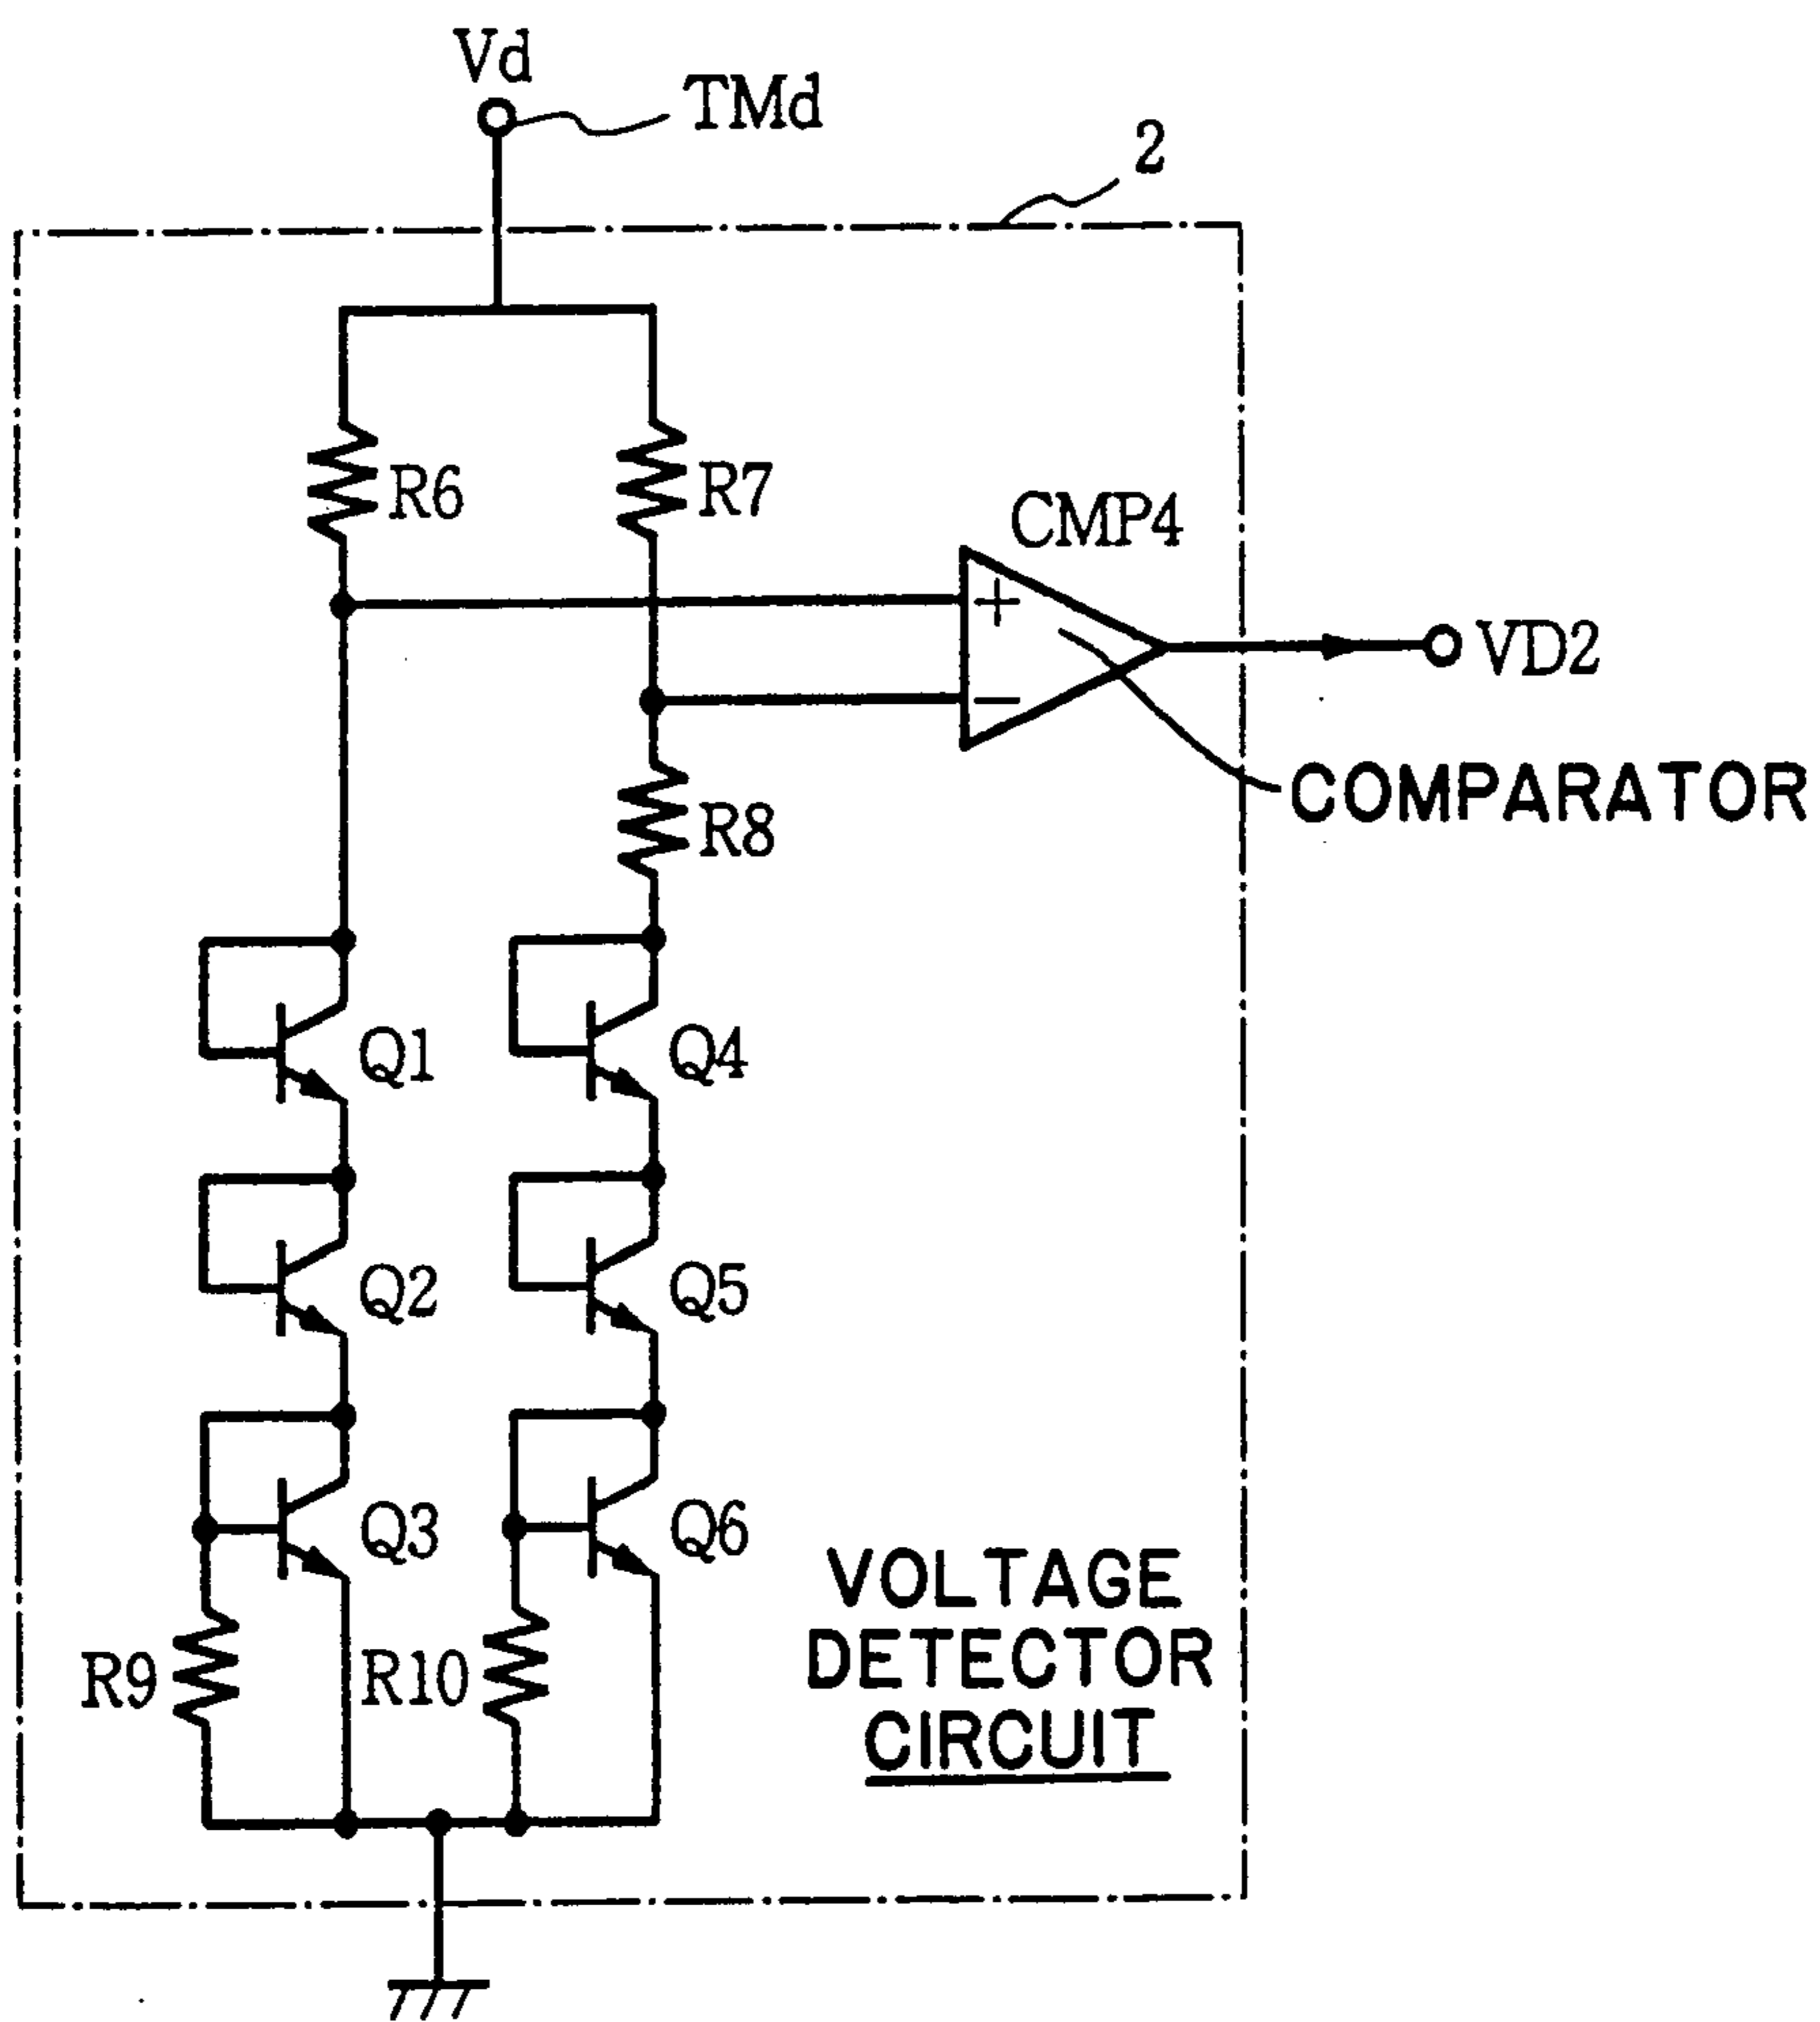 Vd
TMd
2
R6
R7
CMP4
+
−
VD2
COMPARATOR
R8
Q1
Q4
Q2
Q5
Q3
Q6
R9
R10
VOLTAGE
DETECTOR
CIRCUIT